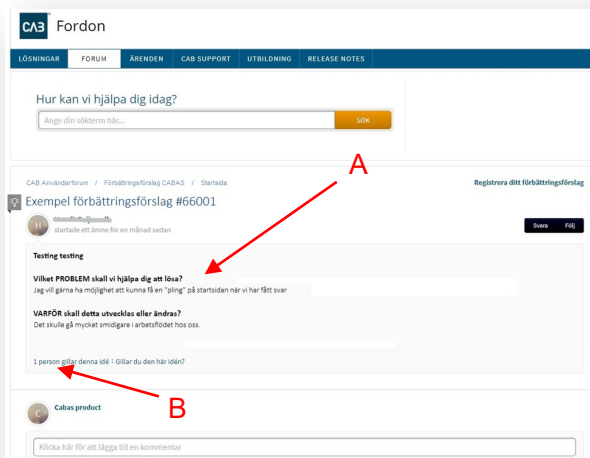 CAB Fordon
LÖSNINGAR FORUM ÄRENDEN CAB SUPPORT UTBILDNING RELEASE NOTES
Hur kan vi hjälpa dig idag?
Ange din sökterm här... SÖK
A
CAB Användarforum / Förbättringsförslag CABAS / Startsida Registrera ditt förbättringsförslag
Exempel förbättringsförslag #66001
H
startade ett ämne för en månad sedan
Svara Följ
Testing testing
Vilket PROBLEM skall vi hjälpa dig att lösa?
Jag vill gärna ha möjlighet att kunna få en "pling" på startsidan när vi har fått svar
VARFÖR skall detta utvecklas eller ändras?
Det skulle gå mycket smidigare i arbetsflödet hos oss.
1 person gillar denna idé : Gillar du den här idén?
B
C Cabas product
Klicka här för att lägga till en kommentar